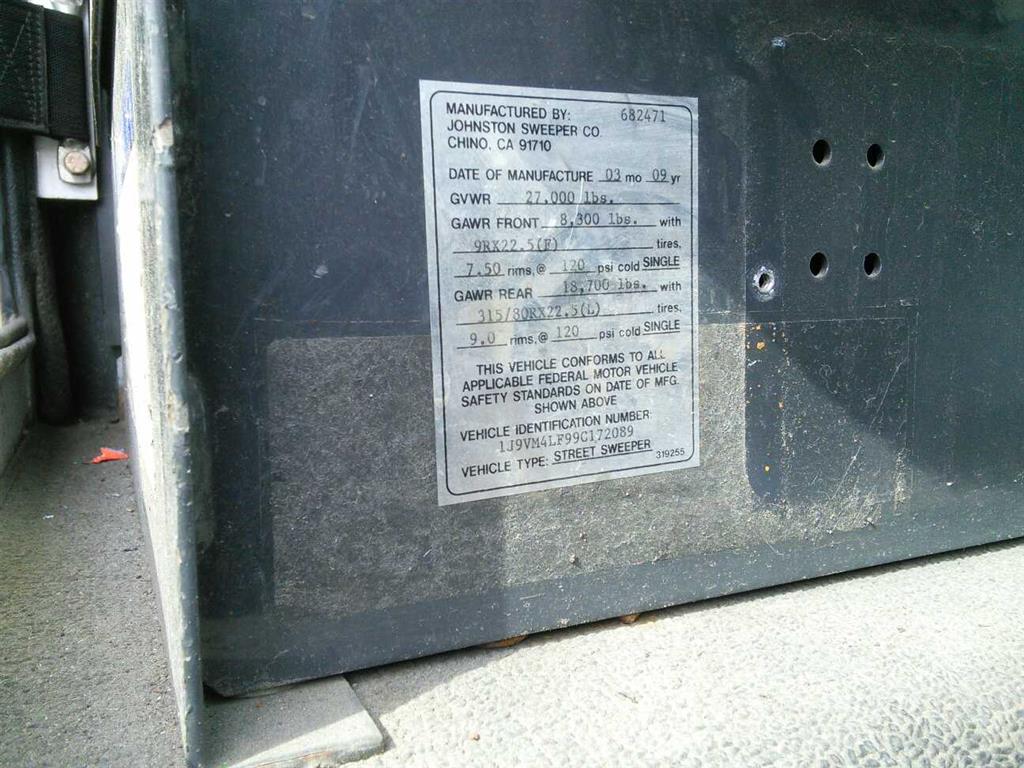 MANUFACTURED BY: 682471
JOHNSTON SWEEPER CO.
CHINO, CA 91710
DATE OF MANUFACTURE 03 mo 09 yr
GVWR 27,000 lbs.
GAWR FRONT 8,300 lbs. with
9RX22.5(F) tires,
7.50 rims,@ 120 psi cold SINGLE
GAWR REAR 18,700 lbs. with
315/80RX22.5(L) tires,
9.0 rims,@ 120 psi cold SINGLE
THIS VEHICLE CONFORMS TO ALL
APPLICABLE FEDERAL MOTOR VEHICLE
SAFETY STANDARDS ON DATE OF MFG.
SHOWN ABOVE
VEHICLE IDENTIFICATION NUMBER:
1J9VM4LF99C172089
VEHICLE TYPE: STREET SWEEPER 319255